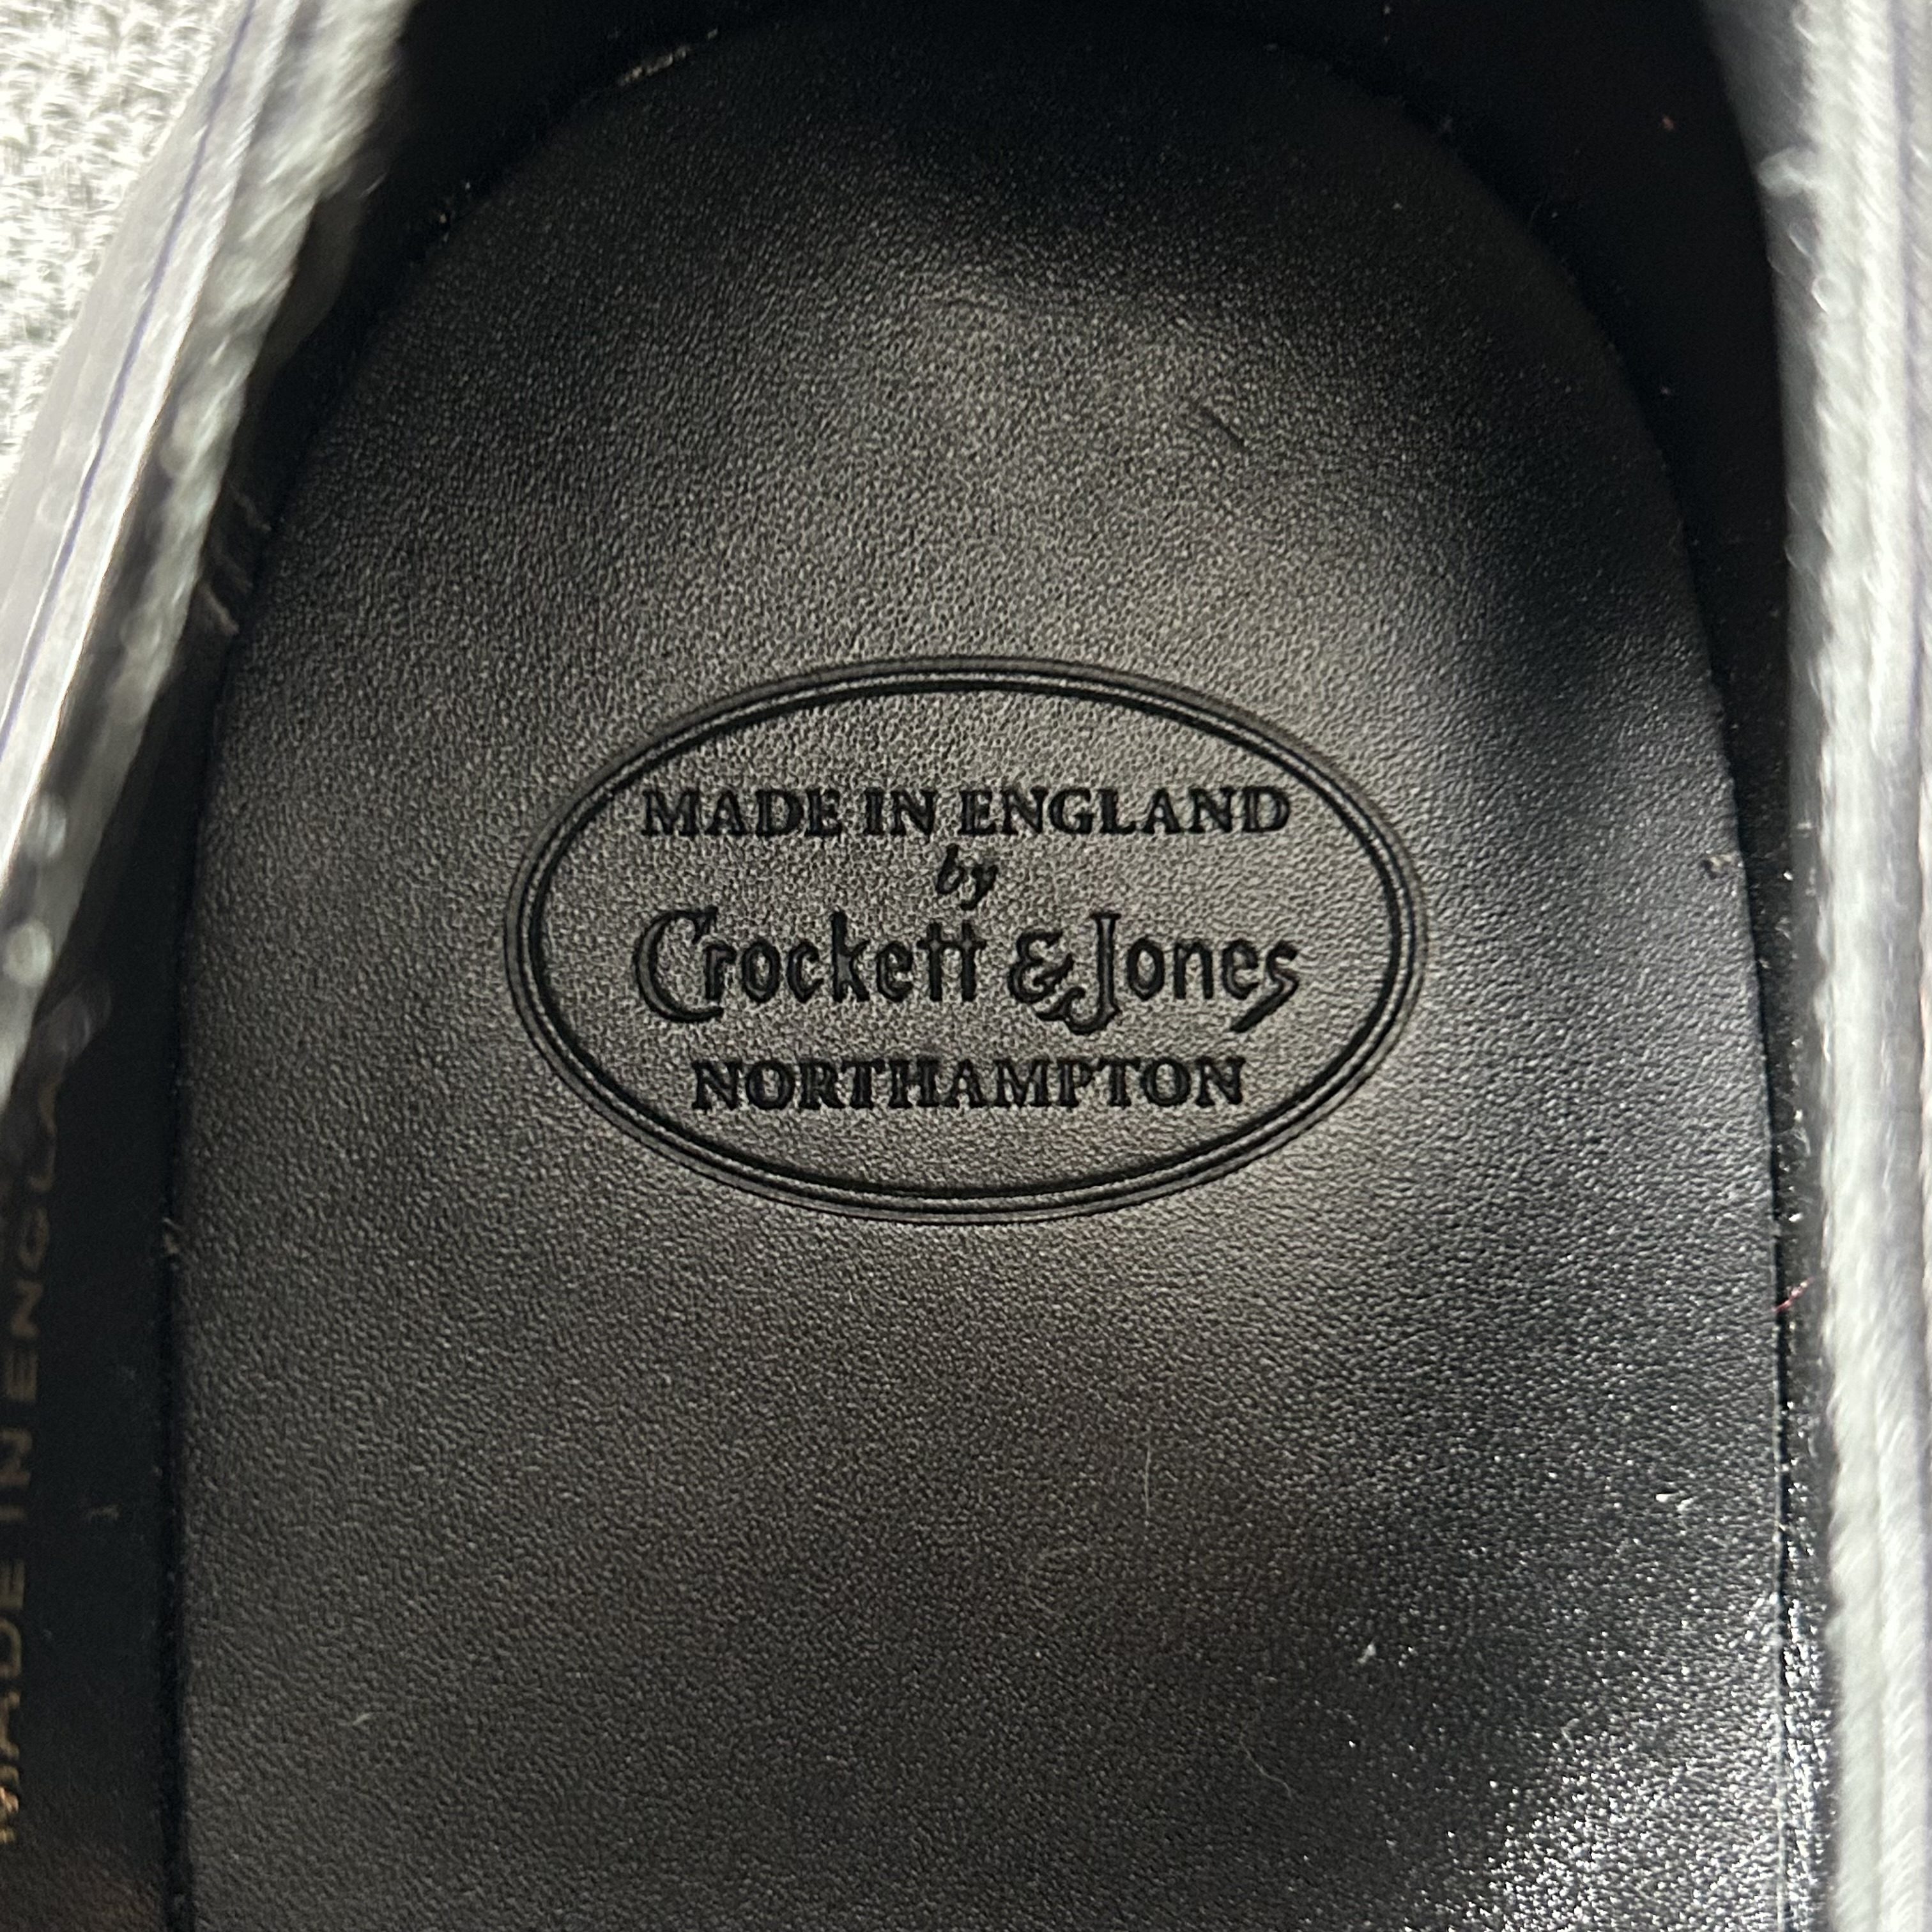 MADE IN ENGLAND
by
Crockett & Jones
NORTHAMPTON
MADE IN ENGLA